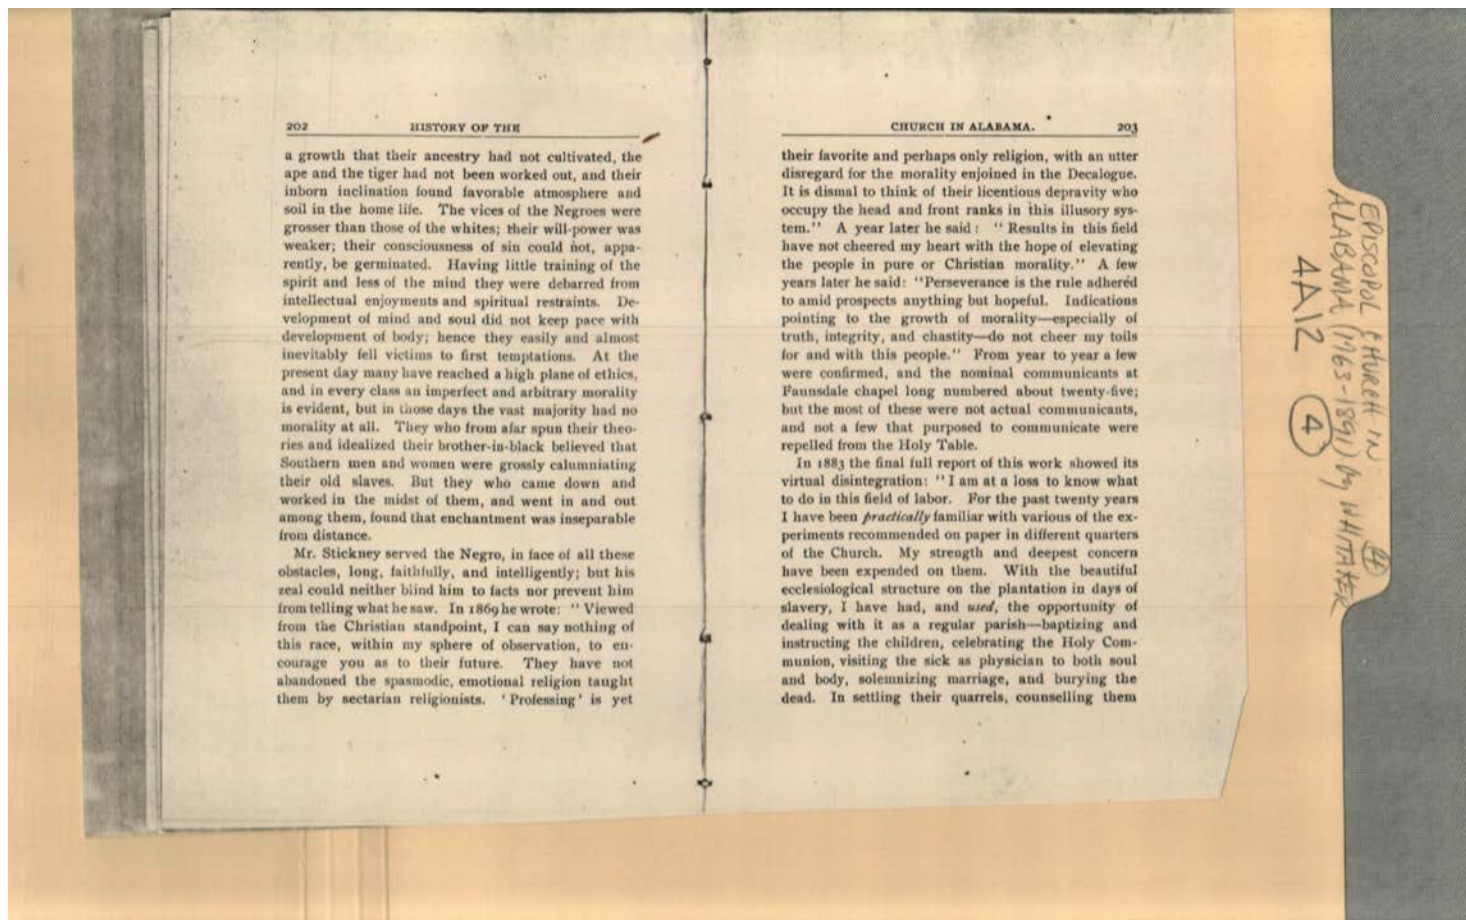 202 HISTORY OF THE
a growth that their ancestry had not cultivated, the
ape and the tiger had not been worked out, and their
inborn inclination found favorable atmosphere and
soil in the home life. The vices of the Negroes were
grosser than those of the whites; their will-power was
weaker; their consciousness of sin could not, appa-
rently, be germinated. Having little training of the
spirit and less of the mind they were debarred from
intellectual enjoyments and spiritual restraints. De-
velopment of mind and soul did not keep pace with
development of body; hence they easily and almost
inevitably fell victims to first temptations. At the
present day many have reached a high plane of ethics,
and in every class an imperfect and arbitrary morality
is evident, but in those days the vast majority had no
morality at all. They who from afar spun their theo-
ries and idealized their brother-in-black believed that
Southern men and women were grossly calumniating
their old slaves. But they who came down and
worked in the midst of them, and went in and out
among them, found that enchantment was inseparable
from distance.
Mr. Stickney served the Negro, in face of all these
obstacles, long, faithfully, and intelligently; but his
zeal could neither blind him to facts nor prevent him
from telling what he saw. In 1869 he wrote: "Viewed
from the Christian standpoint, I can say nothing of
this race, within my sphere of observation, to en-
courage you as to their future. They have not
abandoned the spasmodic, emotional religion taught
them by sectarian religionists. 'Professing' is yet
CHURCH IN ALABAMA. 203
their favorite and perhaps only religion, with an utter
disregard for the morality enjoined in the Decalogue.
It is dismal to think of their licentious depravity who
occupy the head and front ranks in this illusory sys-
tem." A year later he said: "Results in this field
have not cheered my heart with the hope of elevating
the people in pure or Christian morality." A few
years later he said: "Perseverance is the rule adhered
to amid prospects anything but hopeful. Indications
pointing to the growth of morality—especially of
truth, integrity, and chastity—do not cheer my toils
for and with this people." From year to year a few
were confirmed, and the nominal communicants at
Faunsdale chapel long numbered about twenty-five;
but the most of these were not actual communicants,
and not a few that purposed to communicate were
repelled from the Holy Table.
In 1883 the final full report of this work showed its
virtual disintegration: "I am at a loss to know what
to do in this field of labor. For the past twenty years
I have been practically familiar with various of the ex-
periments recommended on paper in different quarters
of the Church. My strength and deepest concern
have been expended on them. With the beautiful
ecclesiological structure on the plantation in days of
slavery, I have had, and used, the opportunity of
dealing with it as a regular parish—baptizing and
instructing the children, celebrating the Holy Com-
munion, visiting the sick as physician to both soul
and body, solemnizing marriage, and burying the
dead. In settling their quarrels, counselling them
EPISCOPOL CHURCH IN
ALABAMA (1763-1891) by WHITAKER
4A12 4